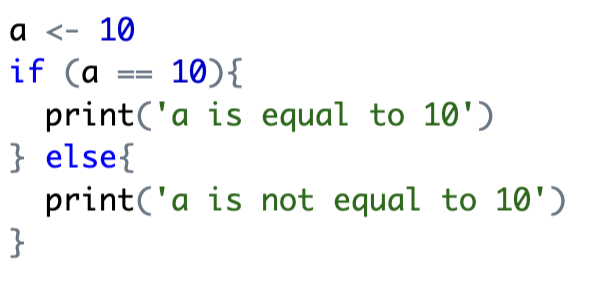 a <- 10
if (a == 10){
  print('a is equal to 10')
} else{
  print('a is not equal to 10')
}